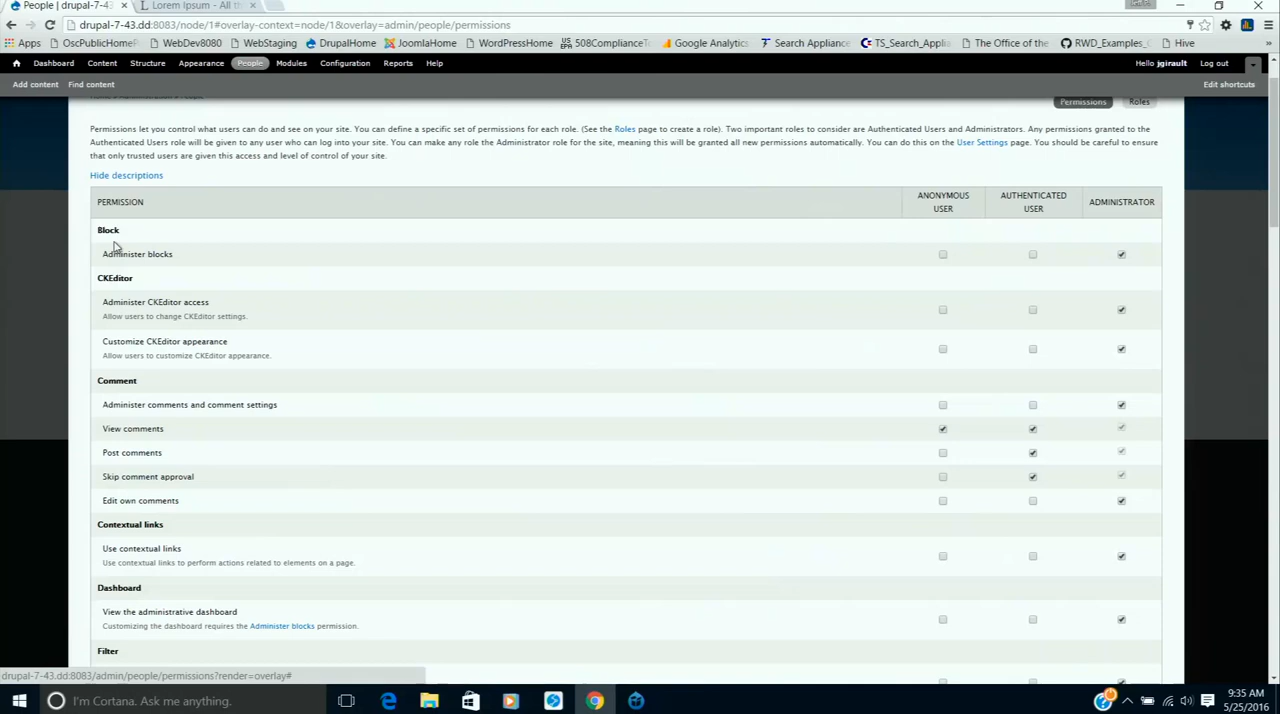 People | drupal-7-43
Lorem Ipsum - All th
drupal-7-43.dd:8083/node/1#overlay-context=node/1&overlay=admin/people/permissions
Apps OscPublicHomeP WebDev8080 WebStaging DrupalHome JoomlaHome WordPressHome 508ComplianceT Google Analytics Search Appliance TS_Search_Appli The Office of the RWD_Examples_ Hive
Dashboard Content Structure Appearance People Modules Configuration Reports Help Hello jgirault Log out
Add content Find content Edit shortcuts
Permissions Roles
Permissions let you control what users can do and see on your site. You can define a specific set of permissions for each role. (See the Roles page to create a role). Two important roles to consider are Authenticated Users and Administrators. Any permissions granted to the
Authenticated Users role will be given to any user who can log into your site. You can make any role the Administrator role for the site, meaning this will be granted all new permissions automatically. You can do this on the User Settings page. You should be careful to ensure
that only trusted users are given this access and level of control of your site.
Hide descriptions
PERMISSION ANONYMOUS USER AUTHENTICATED USER ADMINISTRATOR
Block
Administer blocks
CKEditor
Administer CKEditor access
Allow users to change CKEditor settings.
Customize CKEditor appearance
Allow users to customize CKEditor appearance.
Comment
Administer comments and comment settings
View comments
Post comments
Skip comment approval
Edit own comments
Contextual links
Use contextual links
Use contextual links to perform actions related to elements on a page.
Dashboard
View the administrative dashboard
Customizing the dashboard requires the Administer blocks permission.
Filter
drupal-7-43.dd:8083/admin/people/permissions?render=overlay#
I'm Cortana. Ask me anything.
9:35 AM
5/25/2016